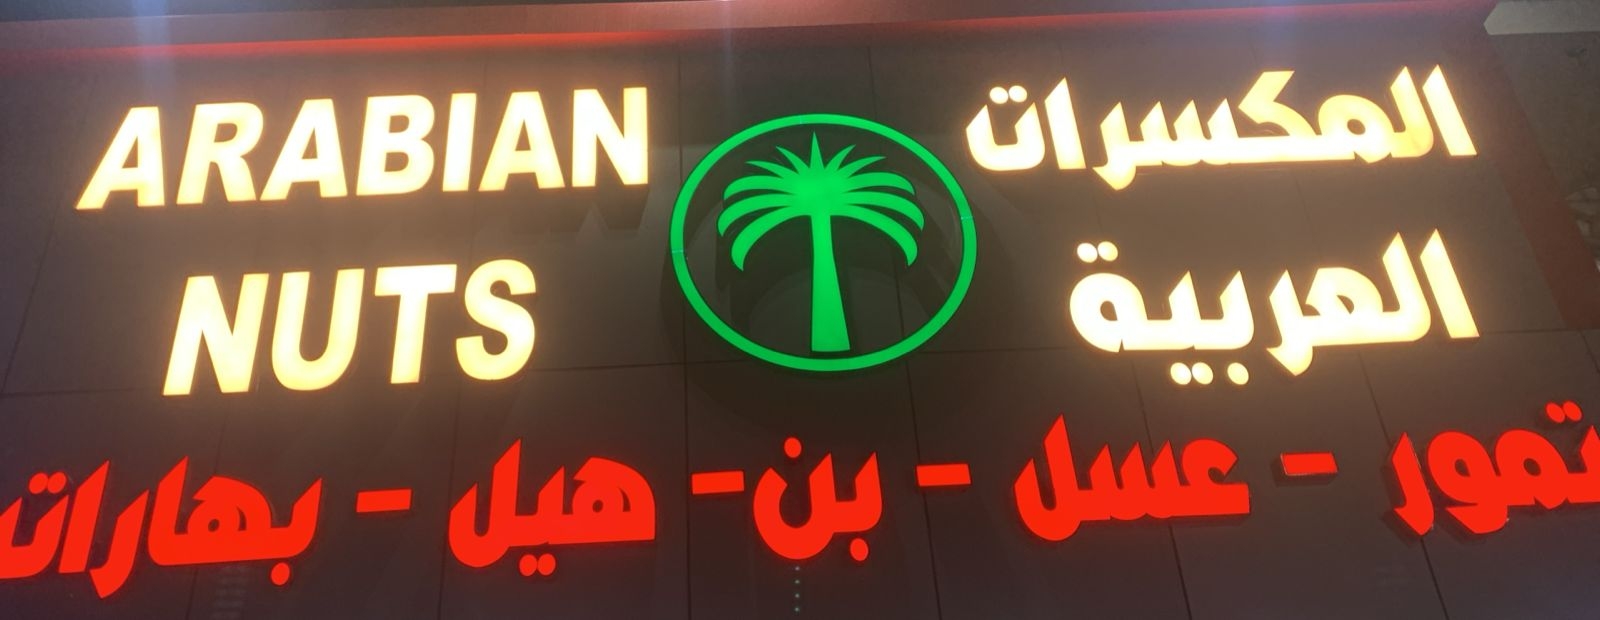 ARABIAN
NUTS
المكسرات
العربية
تمور - عسل - بن - هيل - بهارات